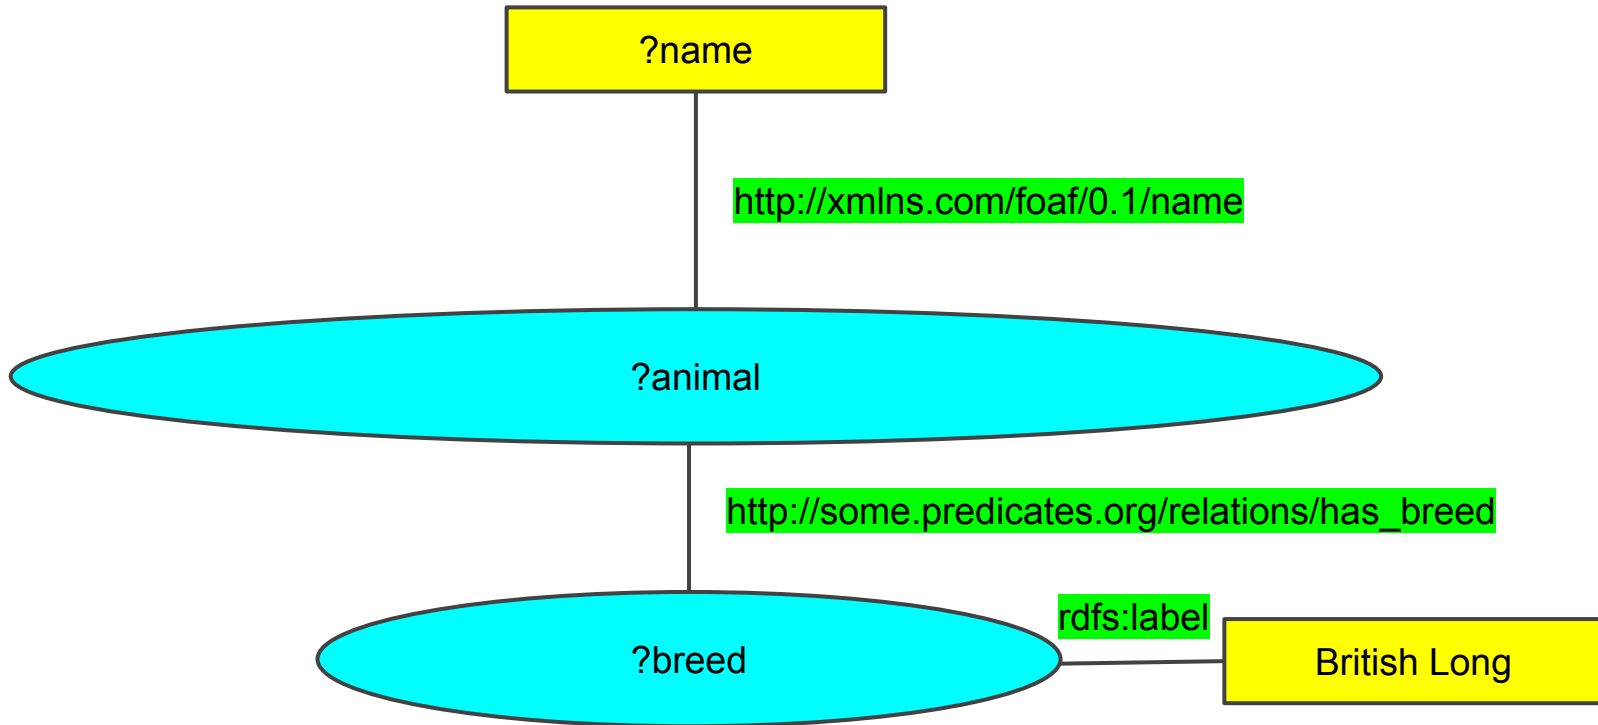 ?name
http://xmlns.com/foaf/0.1/name
?animal
http://some.predicates.org/relations/has_breed
rdfs:label
?breed
British Long